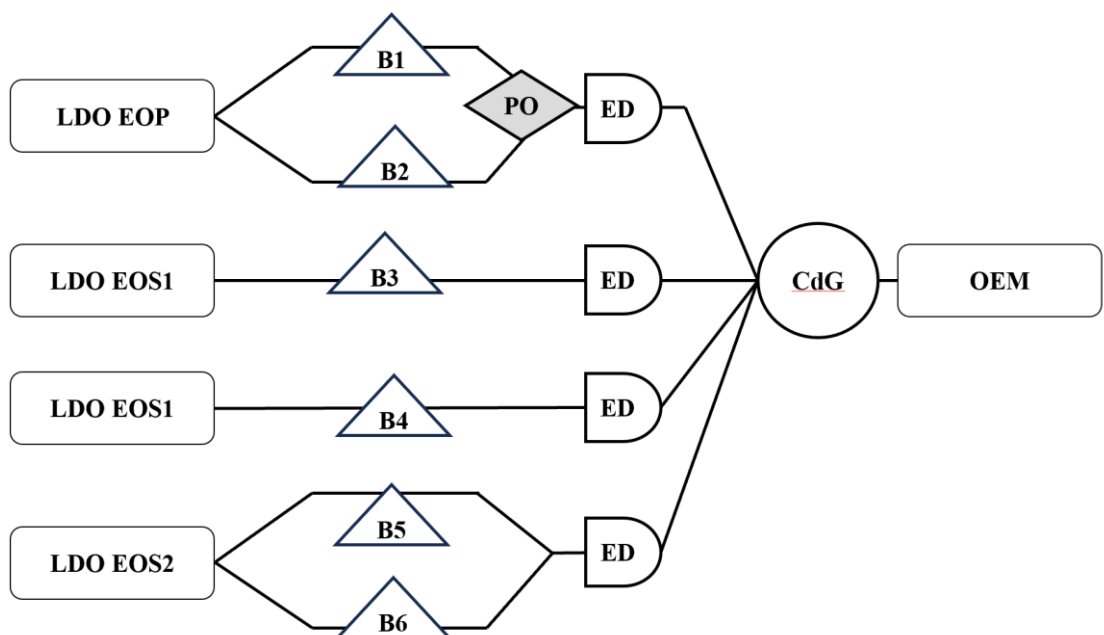 B1
LDO EOP
PO
ED
B2
LDO EOS1
B3
ED
CdG
OEM
LDO EOS1
B4
ED
B5
LDO EOS2
ED
B6